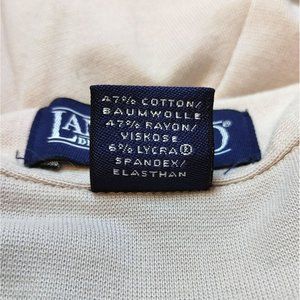 47% COTTON/
BAUMWOLLE
47% RAYON/
VISKOSE
6% LYCRA®
SPANDEX/
ELASTHAN